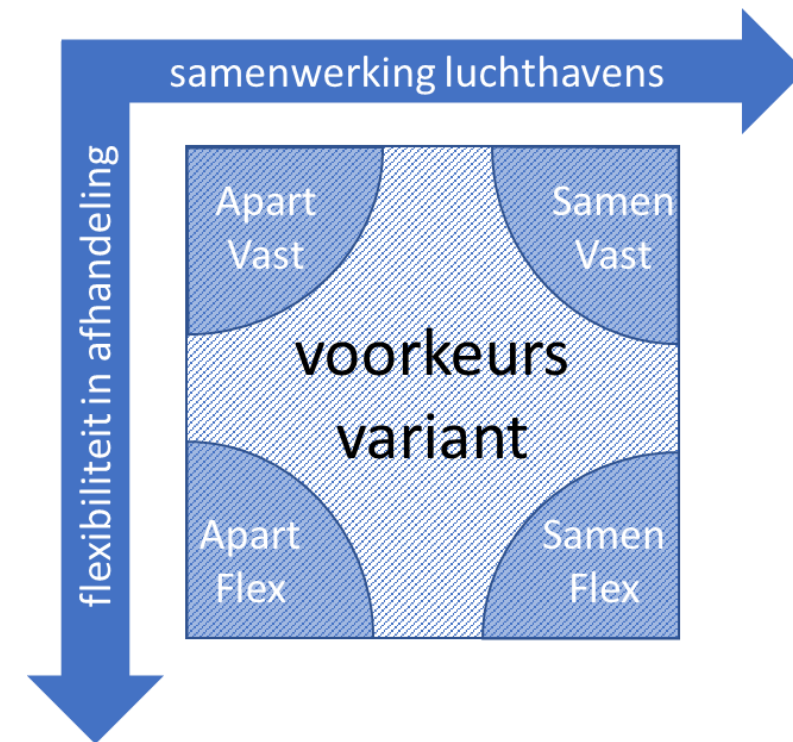 samenwerking luchthavens
flexibiliteit in afhandeling
Apart
Vast
Samen
Vast
voorkeurs
variant
Apart
Flex
Samen
Flex